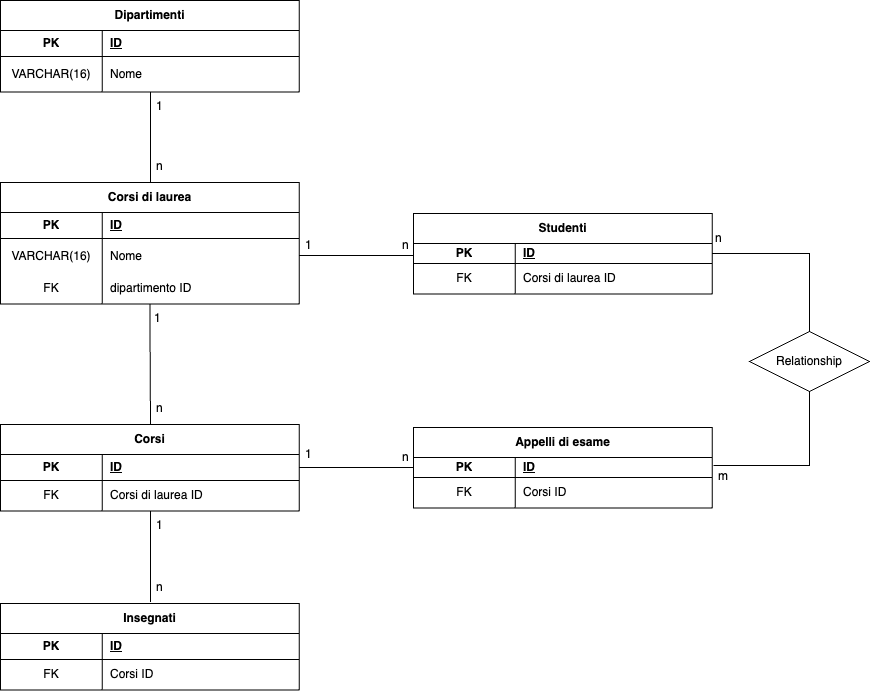 Dipartimenti
PK ID
VARCHAR(16) Nome
1
n
Corsi di laurea
PK ID
VARCHAR(16) Nome
FK dipartimento ID
1 n
Studenti
PK ID
FK Corsi di laurea ID
n
Relationship
1
n
Corsi
PK ID
FK Corsi di laurea ID
1 n
Appelli di esame
PK ID
FK Corsi ID
m
1
n
Insegnati
PK ID
FK Corsi ID